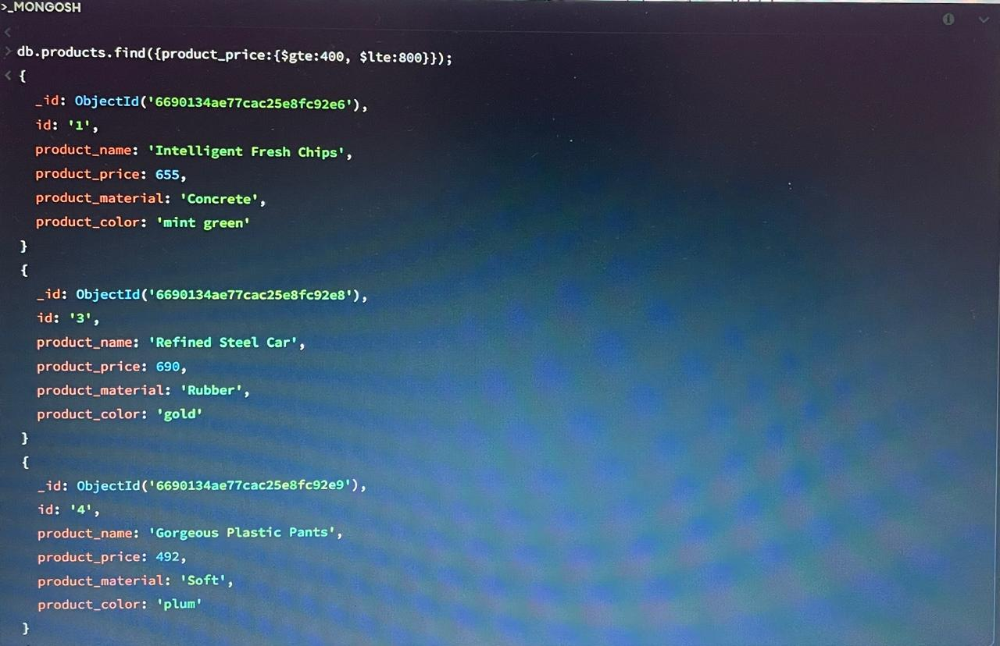 >_MONGOSH
<
> db.products.find({product_price:{$gte:400, $lte:800}});
< {
_id: ObjectId('6690134ae77cac25e8fc92e6'),
id: '1',
product_name: 'Intelligent Fresh Chips',
product_price: 655,
product_material: 'Concrete',
product_color: 'mint green'
}
{
_id: ObjectId('6690134ae77cac25e8fc92e8'),
id: '3',
product_name: 'Refined Steel Car',
product_price: 690,
product_material: 'Rubber',
product_color: 'gold'
}
{
_id: ObjectId('6690134ae77cac25e8fc92e9'),
id: '4',
product_name: 'Gorgeous Plastic Pants',
product_price: 492,
product_material: 'Soft',
product_color: 'plum'
}